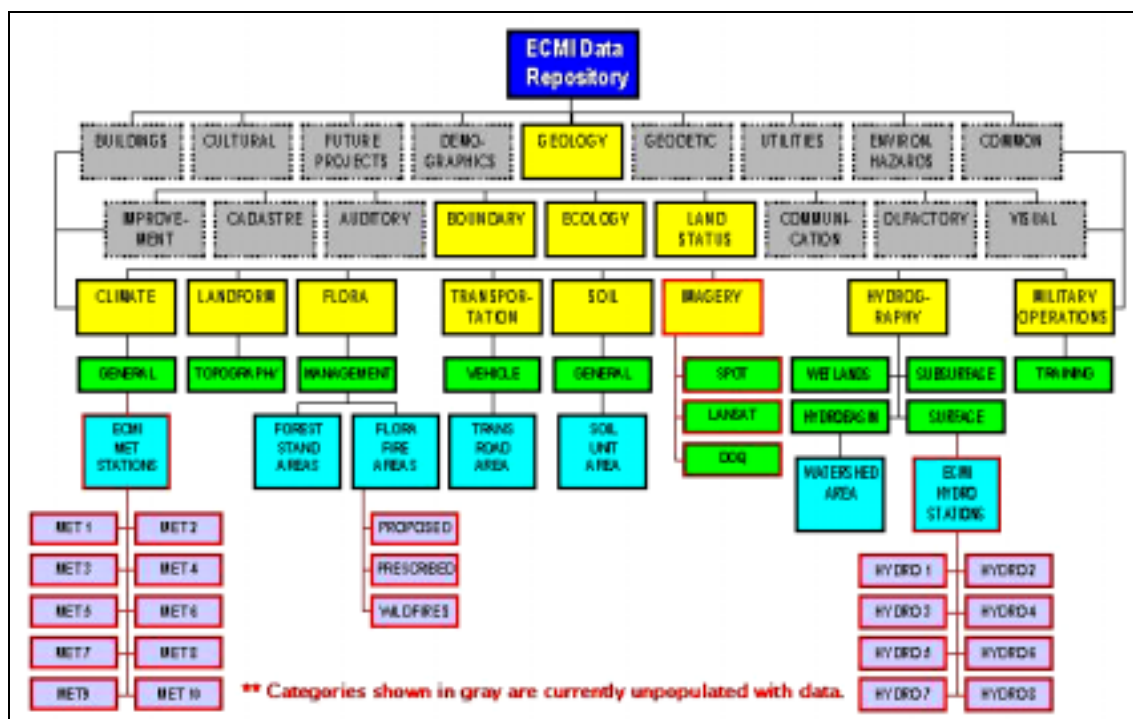 ECMI Data
Repository
BUILDINGS
CULTURAL
FUTURE
PROJECTS
DEMO-
GRAPHICS
GEOLOGY
GEODETIC
UTILITIES
ENVIRON.
HAZARDS
COMMON
IMPROVE-
MENT
CADASTRE
AUDITORY
BOUNDARY
ECOLOGY
LAND
STATUS
COMMUNI-
CATION
OLFACTORY
VISUAL
CLIMATE
LANDFORM
FLORA
TRANSPOR-
TATION
SOIL
IMAGERY
HYDROG-
RAPHY
MILITARY
OPERATIONS
GENERAL
TOPOGRAPHY
MANAGEMENT
VEHICLE
GENERAL
SPOT
WETLANDS
SUBSURFACE
TRAINING
LANSAT
HYDROBASIN
SURFACE
DOQ
ECMI
MET
STATIONS
FOREST
STAND
AREAS
FLORA
FIRE
AREAS
TRANS
ROAD
AREA
SOIL
UNIT
AREA
WATERSHED
AREA
ECMI
HYDRO
STATIONS
MET 1
MET 2
MET 3
MET 4
MET 5
MET 6
MET 7
MET 8
MET9
MET 10
PROPOSED
PRESCRIBED
WILDFIRES
HYDRO 1
HYDRO 2
HYDRO 3
HYDRO 4
HYDRO 5
HYDRO 6
HYDRO 7
HYDRO 8
** Categories shown in gray are currently unpopulated with data.